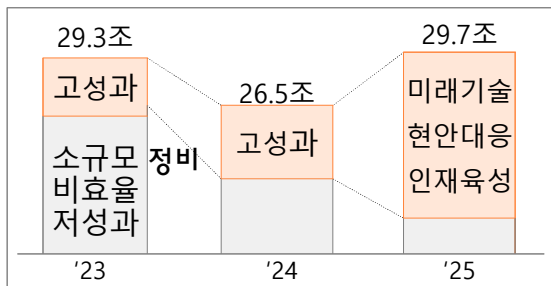 29.3조
26.5조
29.7조
고성과
소규모
비효율
저성과
정비
고성과
미래기술
현안대응
인재육성
'23
'24
'25